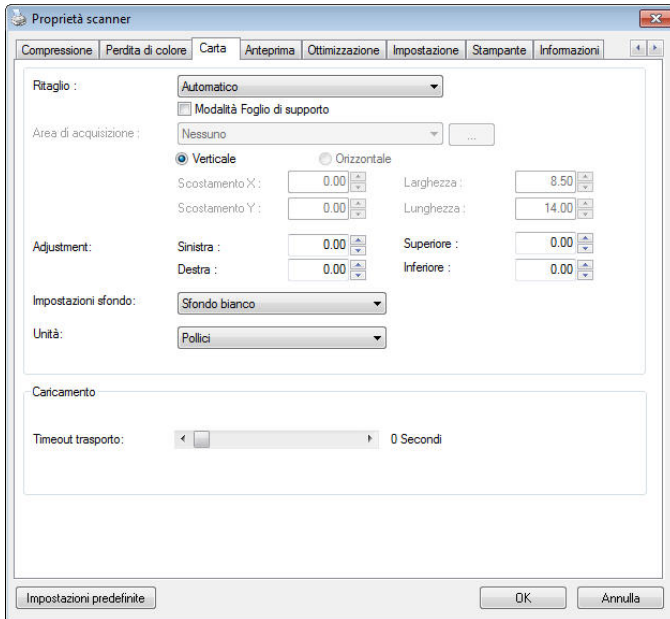 Proprietà scanner
Compressione Perdita di colore Carta Anteprima Ottimizzazione Impostazione Stampante Informazioni
Ritaglio : Automatico
Modalità Foglio di supporto
Area di acquisizione : Nessuno ...
Verticale Orizzontale
Scostamento X : 0.00 Larghezza : 8.50
Scostamento Y : 0.00 Lunghezza : 14.00
Adjustment: Sinistra : 0.00 Superiore : 0.00
Destra : 0.00 Inferiore : 0.00
Impostazioni sfondo: Sfondo bianco
Unità: Pollici
Caricamento
Timeout trasporto: 0 Secondi
Impostazioni predefinite OK Annulla